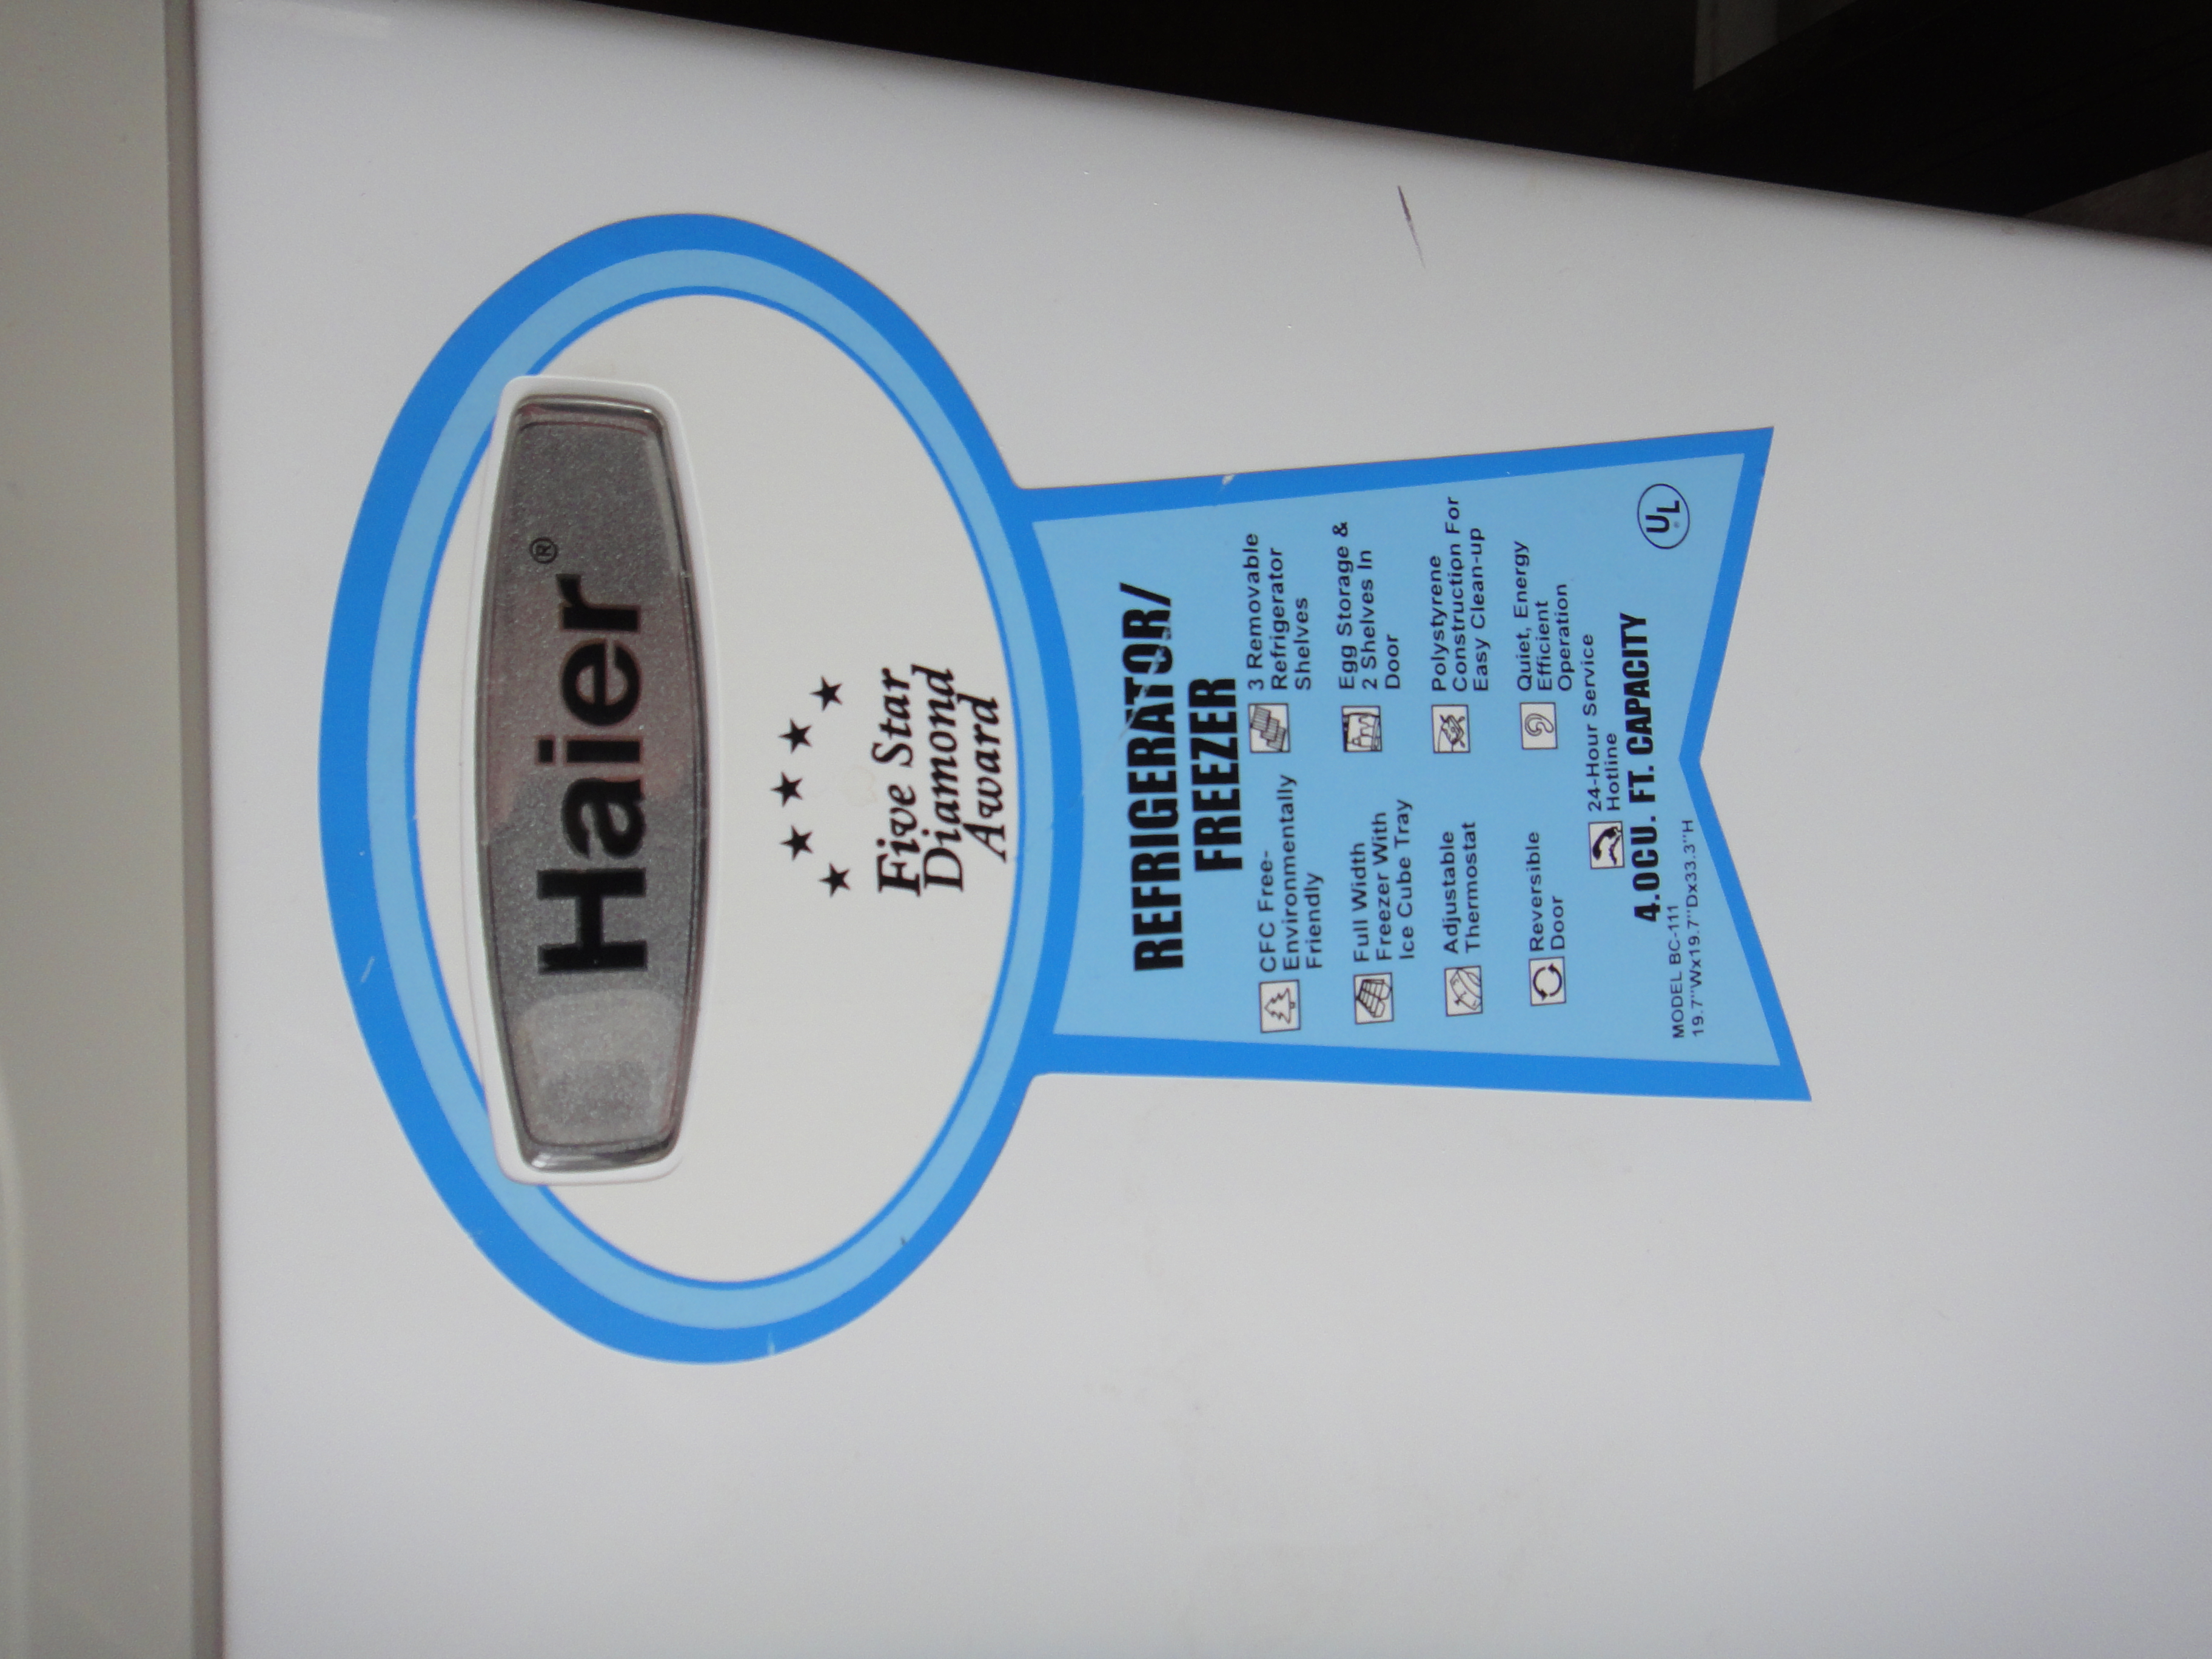 Haier®
Five Star
Diamond
Award
REFRIGERATOR/
FREEZER
CFC Free-
Environmentally
Friendly
3 Removable
Refrigerator
Shelves
Full Width
Freezer With
Ice Cube Tray
Egg Storage &
2 Shelves In
Door
Adjustable
Thermostat
Polystyrene
Construction For
Easy Clean-up
Reversible
Door
Quiet, Energy
Efficient
Operation
24-Hour Service
Hotline
4.0CU. FT. CAPACITY
MODEL BC-111
19.7"Wx19.7"Dx33.3"H
UL